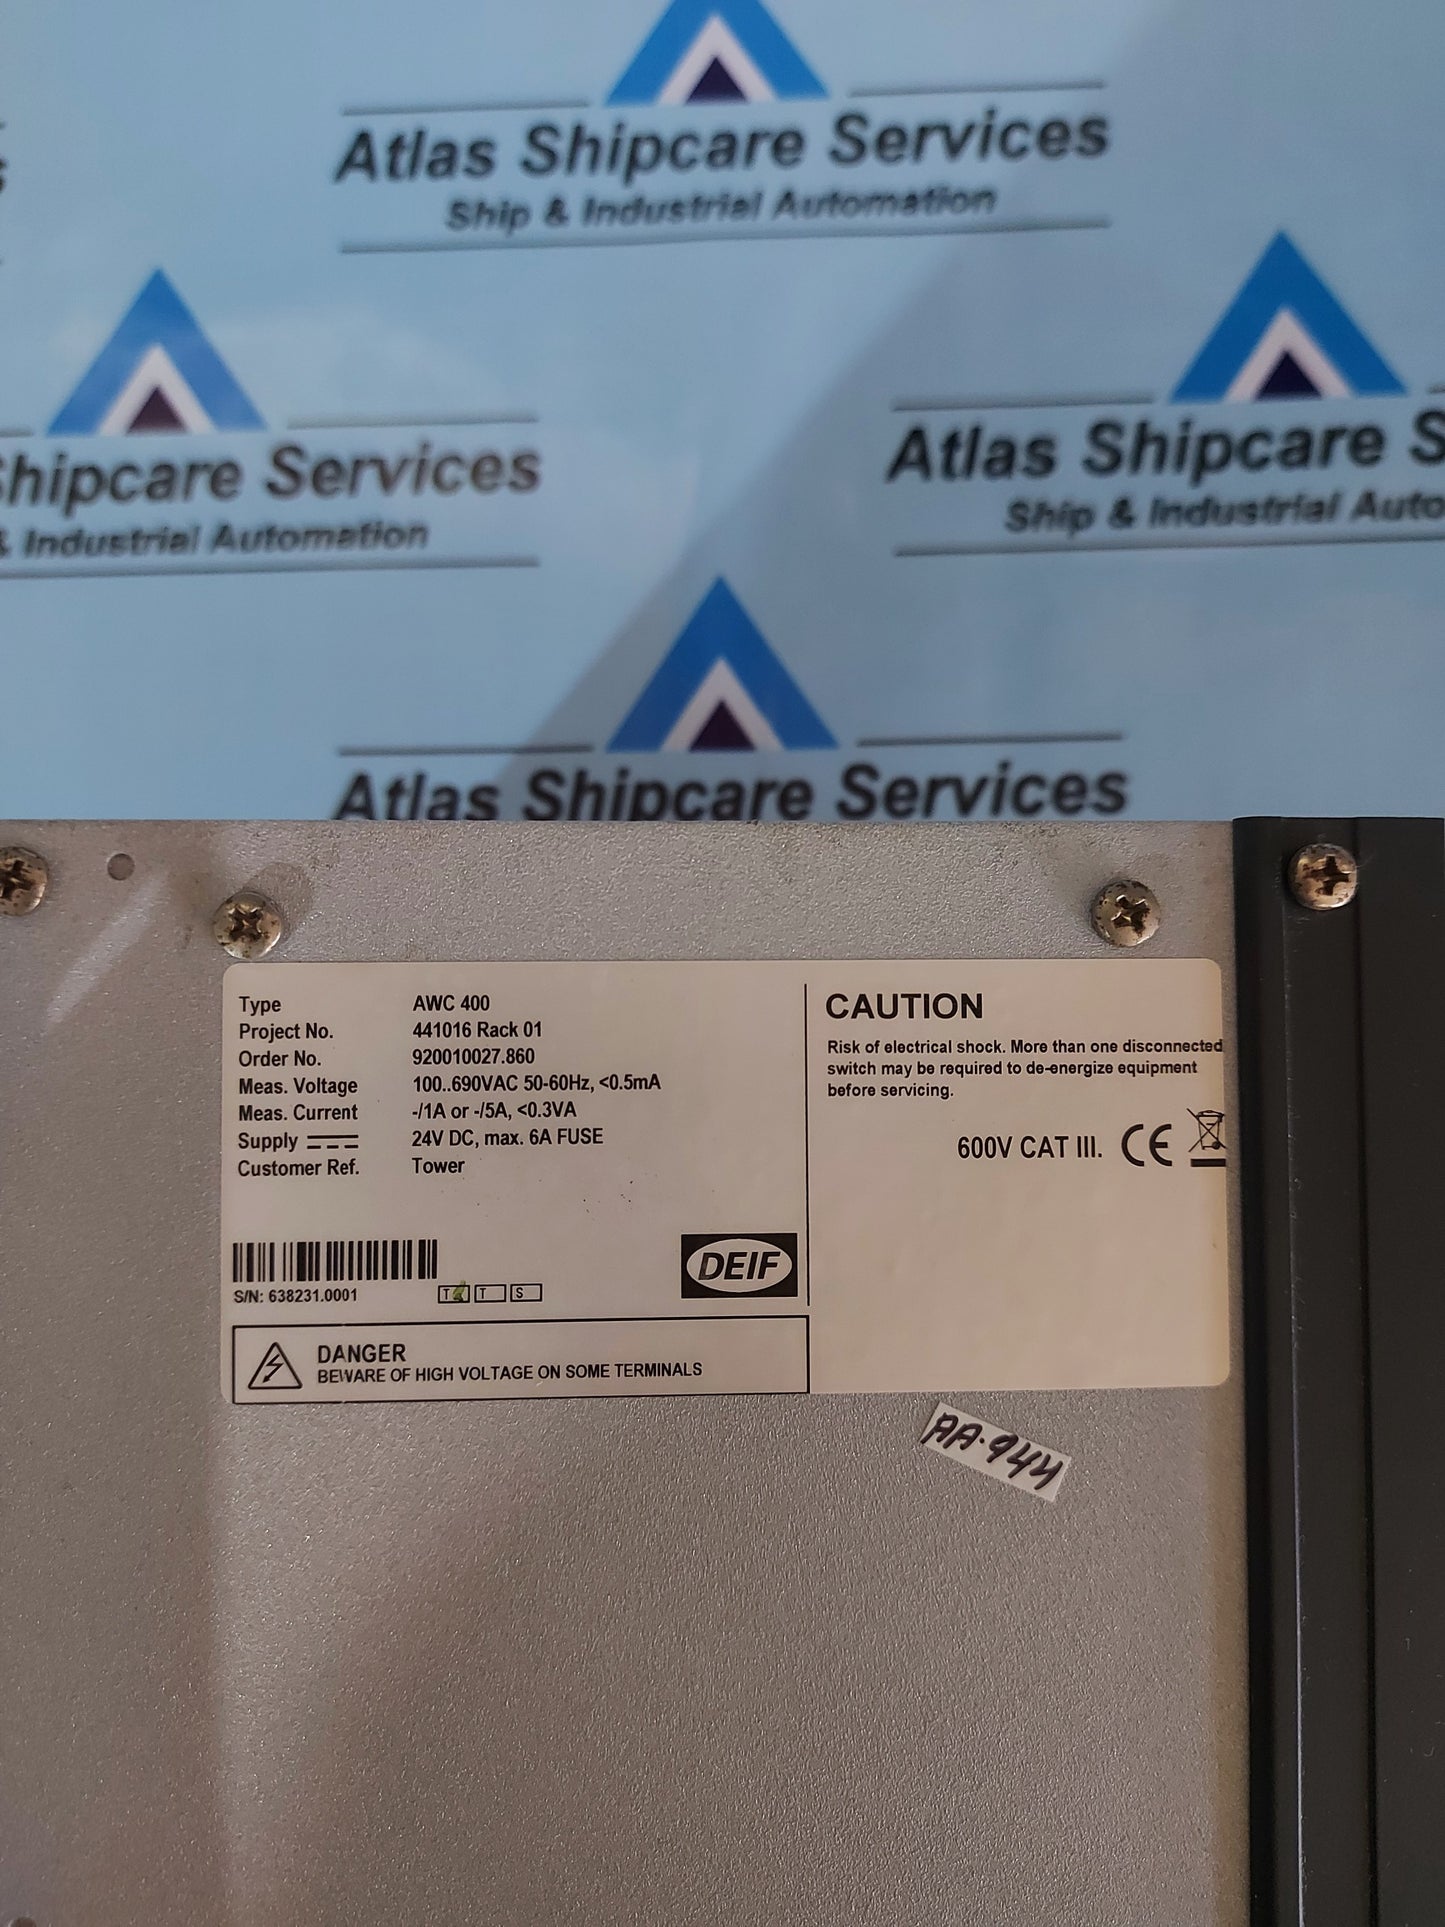 Atlas Shipcare Services
Ship & Industrial Automation
Shipcare Services
& Industrial Automation
Atlas Shipcare S
Ship & Industrial Auto
Atlas Shipcare Services
Type AWC 400
Project No. 441016 Rack 01
Order No. 920010027.860
Meas. Voltage 100..690VAC 50-60Hz, <0.5mA
Meas. Current -/1A or -/5A, <0.3VA
Supply 24V DC, max. 6A FUSE
Customer Ref. Tower
S/N: 638231.0001
T T S
DEIF
DANGER
BEWARE OF HIGH VOLTAGE ON SOME TERMINALS
CAUTION
Risk of electrical shock. More than one disconnected
switch may be required to de-energize equipment
before servicing.
600V CAT III. CE
AA-944